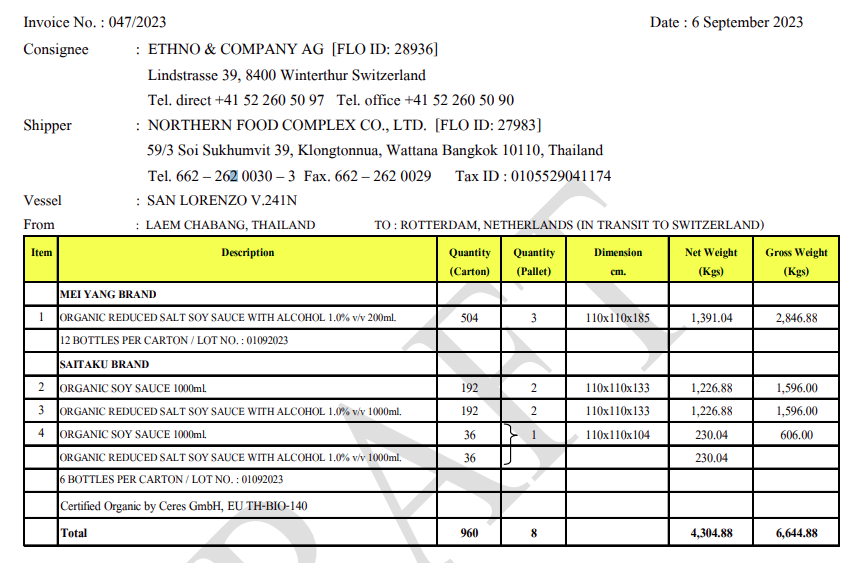 Invoice No. : 047/2023 Date : 6 September 2023
Consignee : ETHNO & COMPANY AG [FLO ID: 28936]
Lindstrasse 39, 8400 Winterthur Switzerland
Tel. direct +41 52 260 50 97 Tel. office +41 52 260 50 90
Shipper : NORTHERN FOOD COMPLEX CO., LTD. [FLO ID: 27983]
59/3 Soi Sukhumvit 39, Klongtonnua, Wattana Bangkok 10110, Thailand
Tel. 662 – 262 0030 – 3 Fax. 662 – 262 0029 Tax ID : 0105529041174
Vessel : SAN LORENZO V.241N
From : LAEM CHABANG, THAILAND TO : ROTTERDAM, NETHERLANDS (IN TRANSIT TO SWITZERLAND)
Item Description Quantity Quantity Dimension Net Weight Gross Weight
(Carton) (Pallet) cm. (Kgs) (Kgs)
MEI YANG BRAND
1 ORGANIC REDUCED SALT SOY SAUCE WITH ALCOHOL 1.0% v/v 200ml. 504 3 110x110x185 1,391.04 2,846.88
12 BOTTLES PER CARTON / LOT NO. : 01092023
SAITAKU BRAND
2 ORGANIC SOY SAUCE 1000ml. 192 2 110x110x133 1,226.88 1,596.00
3 ORGANIC REDUCED SALT SOY SAUCE WITH ALCOHOL 1.0% v/v 1000ml. 192 2 110x110x133 1,226.88 1,596.00
4 ORGANIC SOY SAUCE 1000ml. 36 1 110x110x104 230.04 606.00
ORGANIC REDUCED SALT SOY SAUCE WITH ALCOHOL 1.0% v/v 1000ml. 36 230.04
6 BOTTLES PER CARTON / LOT NO. : 01092023
Certified Organic by Ceres GmbH, EU TH-BIO-140
Total 960 8 4,304.88 6,644.88
DRAFT